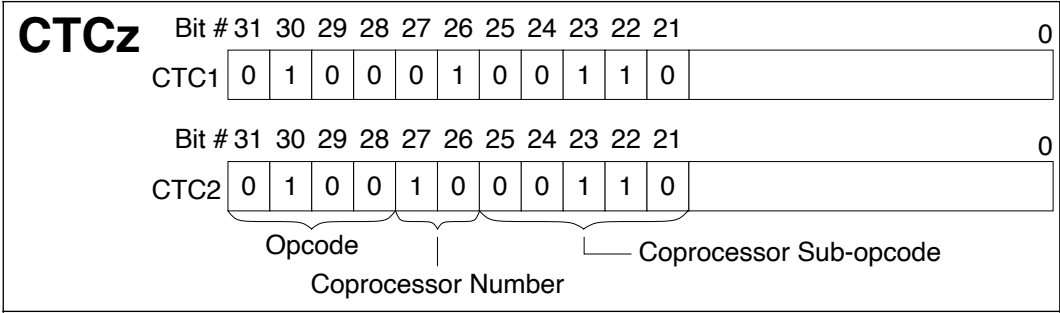 CTCz Bit # 31 30 29 28 27 26 25 24 23 22 21 0
CTC1 0 1 0 0 0 1 0 0 1 1 0
Bit # 31 30 29 28 27 26 25 24 23 22 21 0
CTC2 0 1 0 0 1 0 0 0 1 1 0
Opcode Coprocessor Sub-opcode
Coprocessor Number